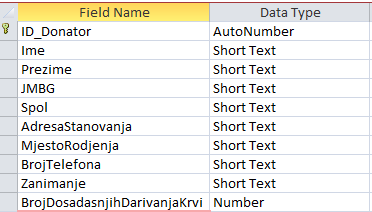 Field Name Data Type
ID_Donator AutoNumber
Ime Short Text
Prezime Short Text
JMBG Short Text
Spol Short Text
AdresaStanovanja Short Text
MjestoRodjenja Short Text
BrojTelefona Short Text
Zanimanje Short Text
BrojDosadasnjihDarivanjaKrvi Number